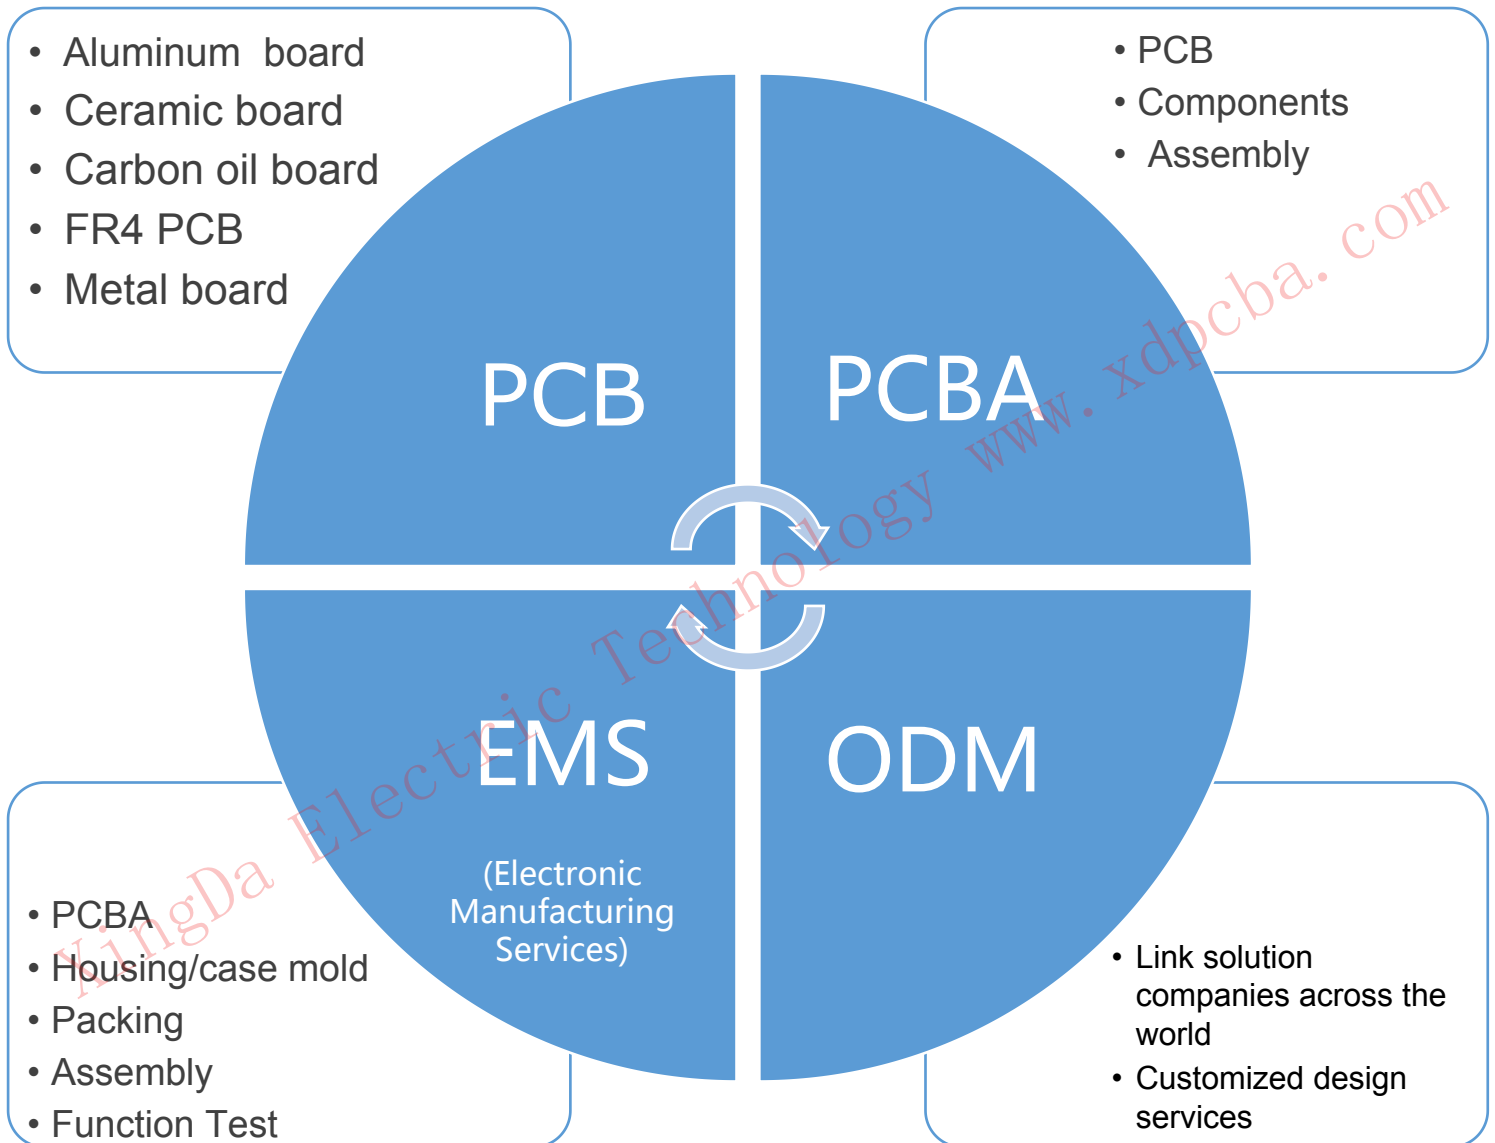 • Aluminum board
• Ceramic board
• Carbon oil board
• FR4 PCB
• Metal board
• PCB
• Components
• Assembly
PCB
PCBA
EMS
(Electronic
Manufacturing
Services)
ODM
• PCBA
• Housing/case mold
• Packing
• Assembly
• Function Test
• Link solution
companies across the
world
• Customized design
services
XingDa Electric Technology www.xdpcba.com